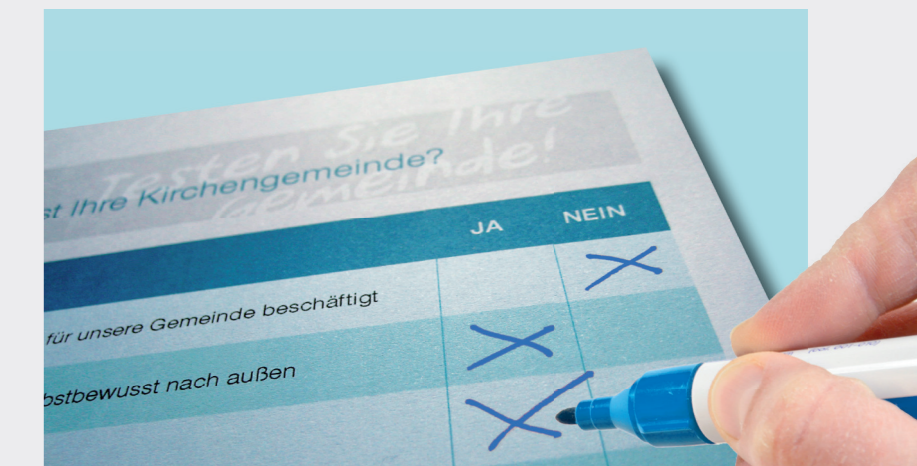 Testen Sie Ihre
Gemeinde!
st Ihre Kirchengemeinde?
JA NEIN
für unsere Gemeinde beschäftigt
bstbewusst nach außen